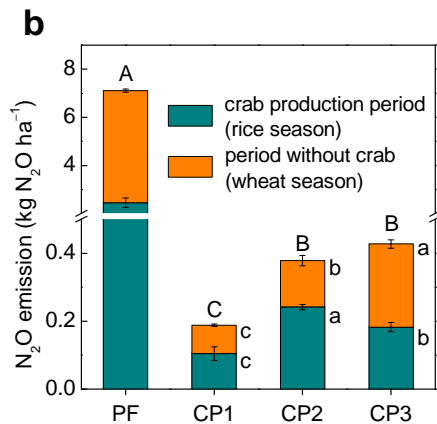 b
8
6
4
0.4
0.2
0.0
N₂O emission (kg N₂O ha⁻¹)
A
crab production period
(rice season)
period without crab
(wheat season)
C
c
c
B
b
a
B
a
b
PF CP1 CP2 CP3